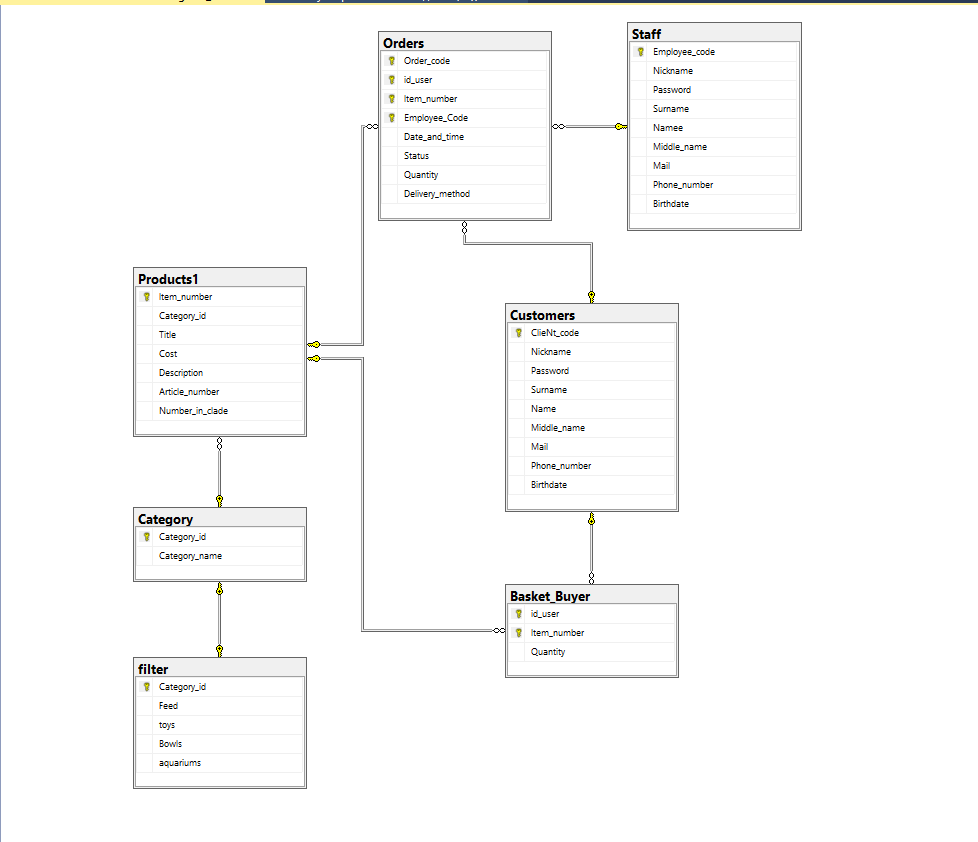 Orders
Order_code
id_user
Item_number
Employee_Code
Date_and_time
Status
Quantity
Delivery_method
Staff
Employee_code
Nickname
Password
Surname
Namee
Middle_name
Mail
Phone_number
Birthdate
Products1
Item_number
Category_id
Title
Cost
Description
Article_number
Number_in_clade
Customers
ClieNt_code
Nickname
Password
Surname
Name
Middle_name
Mail
Phone_number
Birthdate
Category
Category_id
Category_name
Basket_Buyer
id_user
Item_number
Quantity
filter
Category_id
Feed
toys
Bowls
aquariums